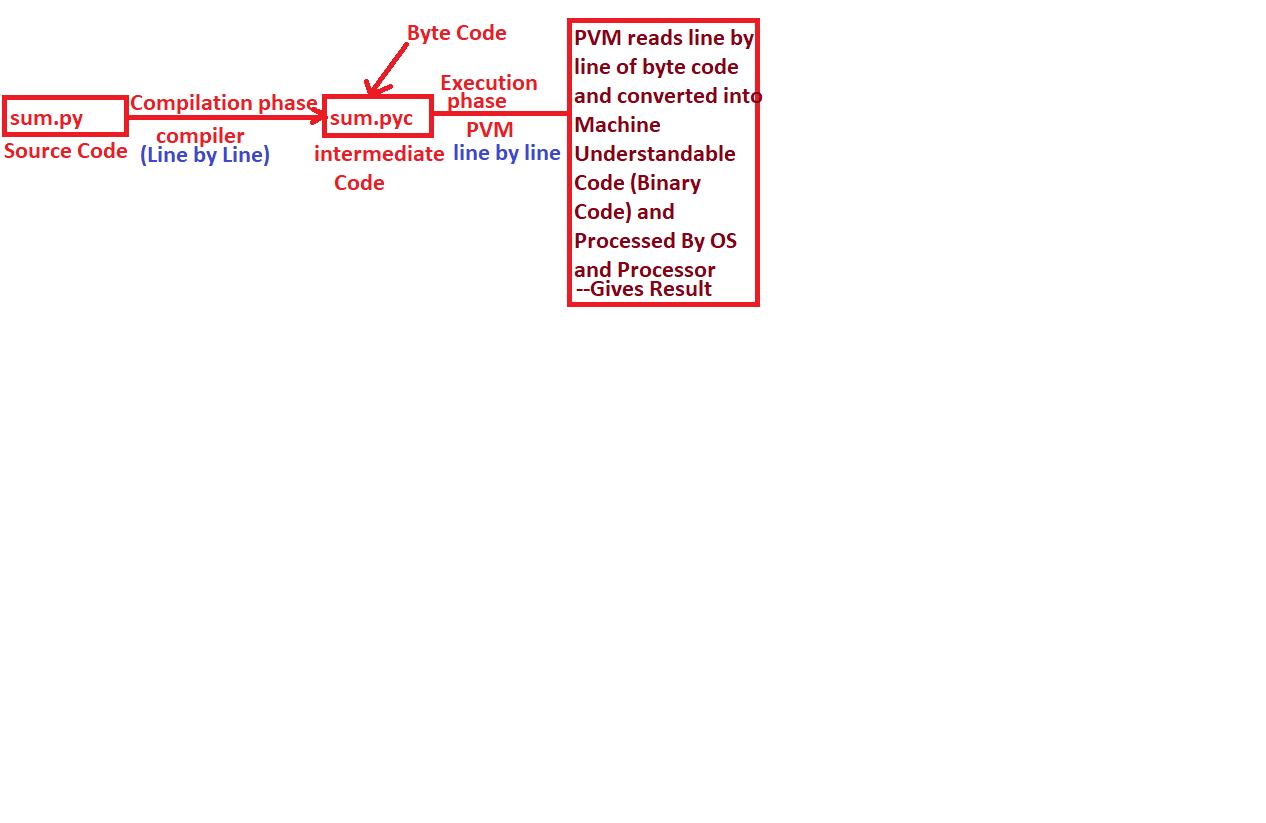 Byte Code
sum.py
Source Code
Compilation phase
compiler
(Line by Line)
sum.pyc
intermediate
Code
Execution
phase
PVM
line by line
PVM reads line by
line of byte code
and converted into
Machine
Understandable
Code (Binary
Code) and
Processed By OS
and Processor
--Gives Result